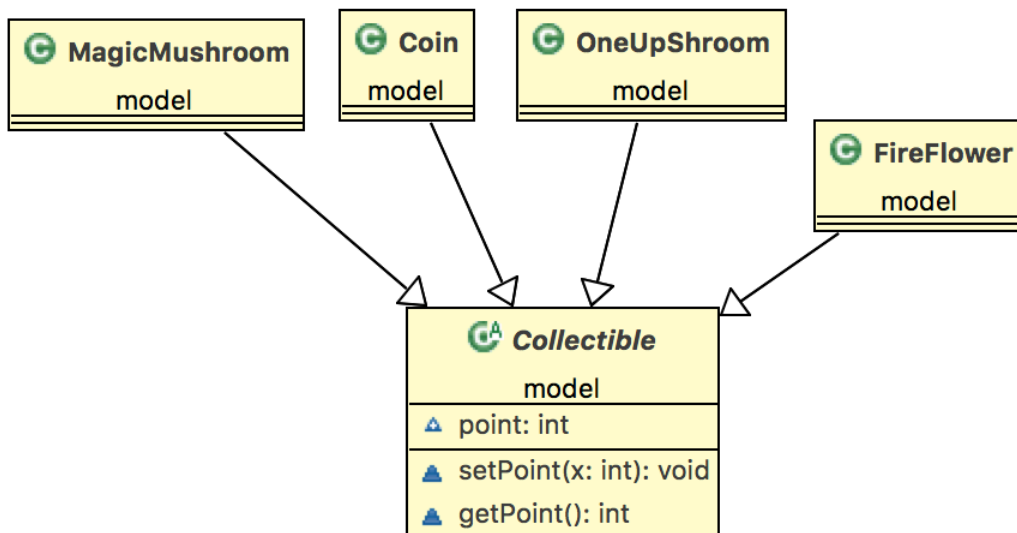 MagicMushroom
model
Coin
model
OneUpShroom
model
FireFlower
model
Collectible
model
point: int
setPoint(x: int): void
getPoint(): int